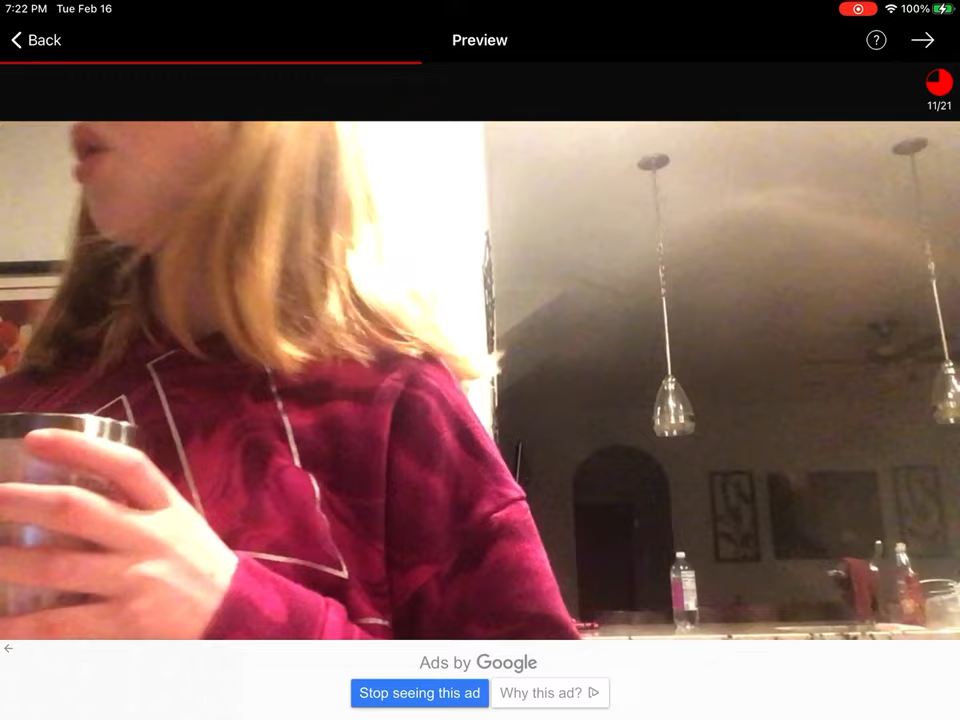 7:22 PM Tue Feb 16
100%
Back
Preview
?
11/21
Ads by Google
Stop seeing this ad
Why this ad?